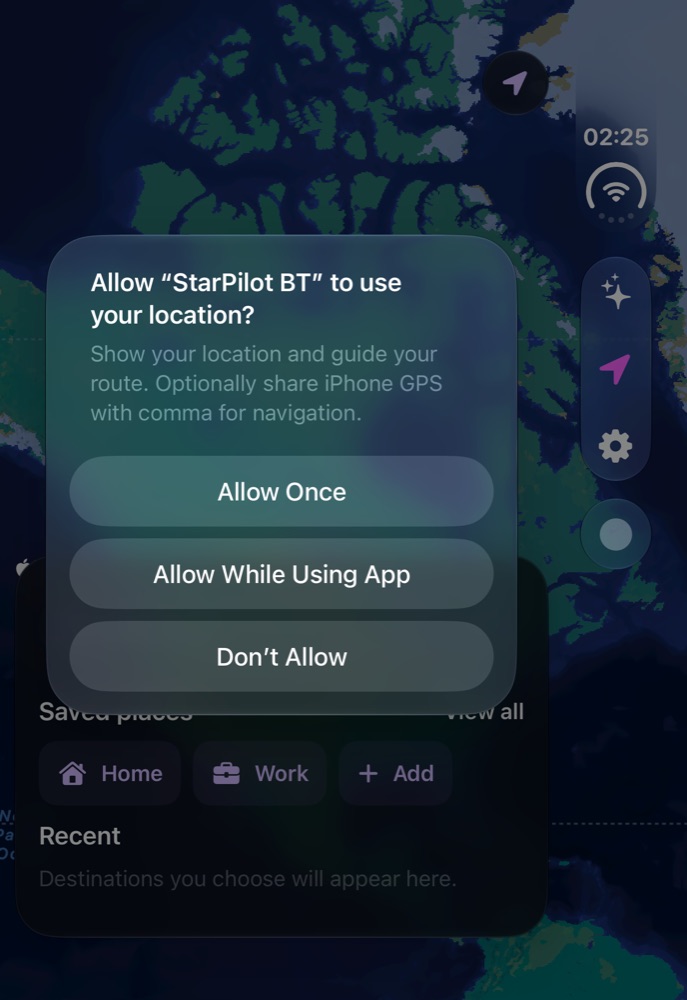 02:25
Allow “StarPilot BT” to use
your location?
Show your location and guide your
route. Optionally share iPhone GPS
with comma for navigation.
Allow Once
Allow While Using App
Don’t Allow
Saved places
View all
Home
Work
Add
Recent
Destinations you choose will appear here.